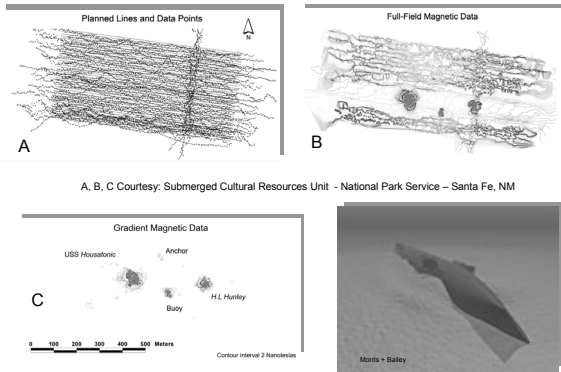 Planned Lines and Data Points
N
A
Full-Field Magnetic Data
B
A, B, C Courtesy: Submerged Cultural Resources Unit - National Park Service – Santa Fe, NM
Gradient Magnetic Data
USS Housatonic
Anchor
C
H.L Hunley
Buoy
0 100 200 300 400 500 Meters
Contour Interval 2 Nanoteslas
Morris + Bailey